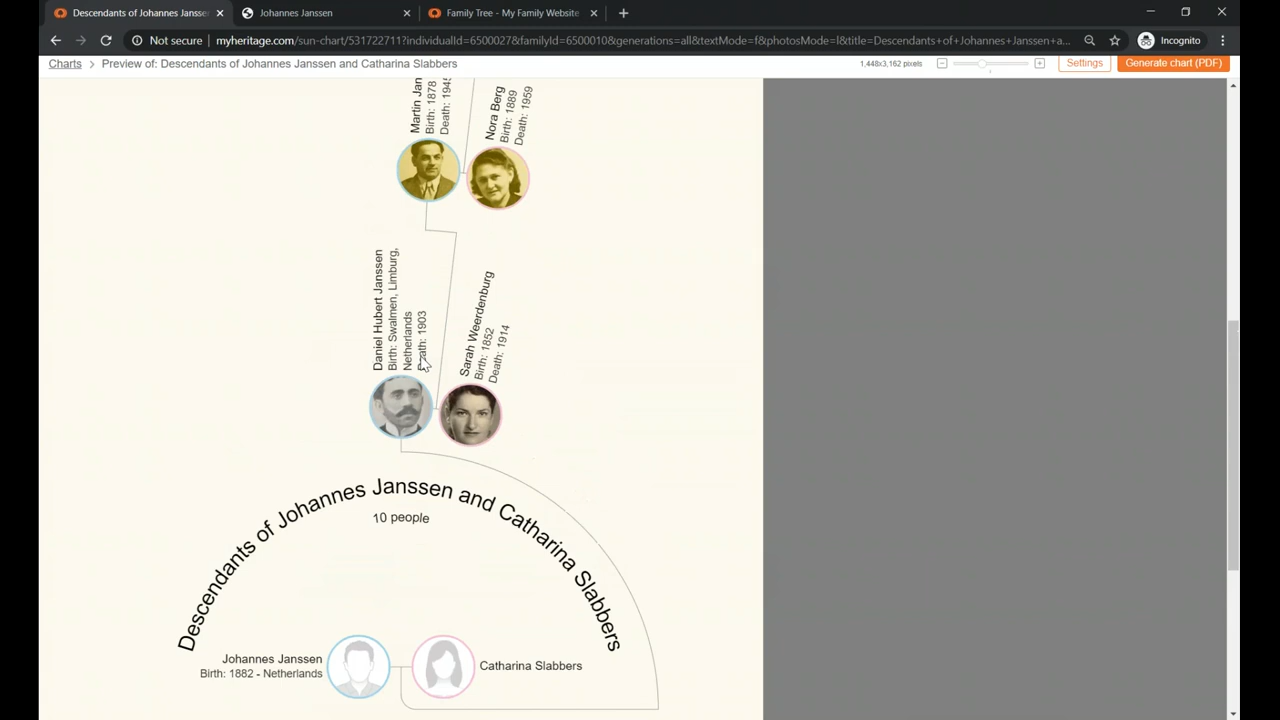 Descendants of Johannes Jansse
Johannes Janssen
Family Tree - My Family Website
Not secure
myheritage.com/sun-chart/531722711?individualId=6500027&familyId=6500010&generations=all&textMode=f&photosMode=l&title=Descendants+of+Johannes+Janssen+a...
Incognito
Charts > Preview of: Descendants of Johannes Janssen and Catharina Slabbers
1,448x3,162 pixels
Settings
Generate chart (PDF)
Martin Jan
Birth: 1878
Death: 1945
Nora Berg
Birth: 1889
Death: 1959
Daniel Hubert Janssen
Birth: Swalmen, Limburg,
Netherlands
Death: 1903
Sarah Weerdenburg
Birth: 1852
Death: 1914
Descendants of Johannes Janssen and Catharina Slabbers
10 people
Johannes Janssen
Birth: 1882 - Netherlands
Catharina Slabbers